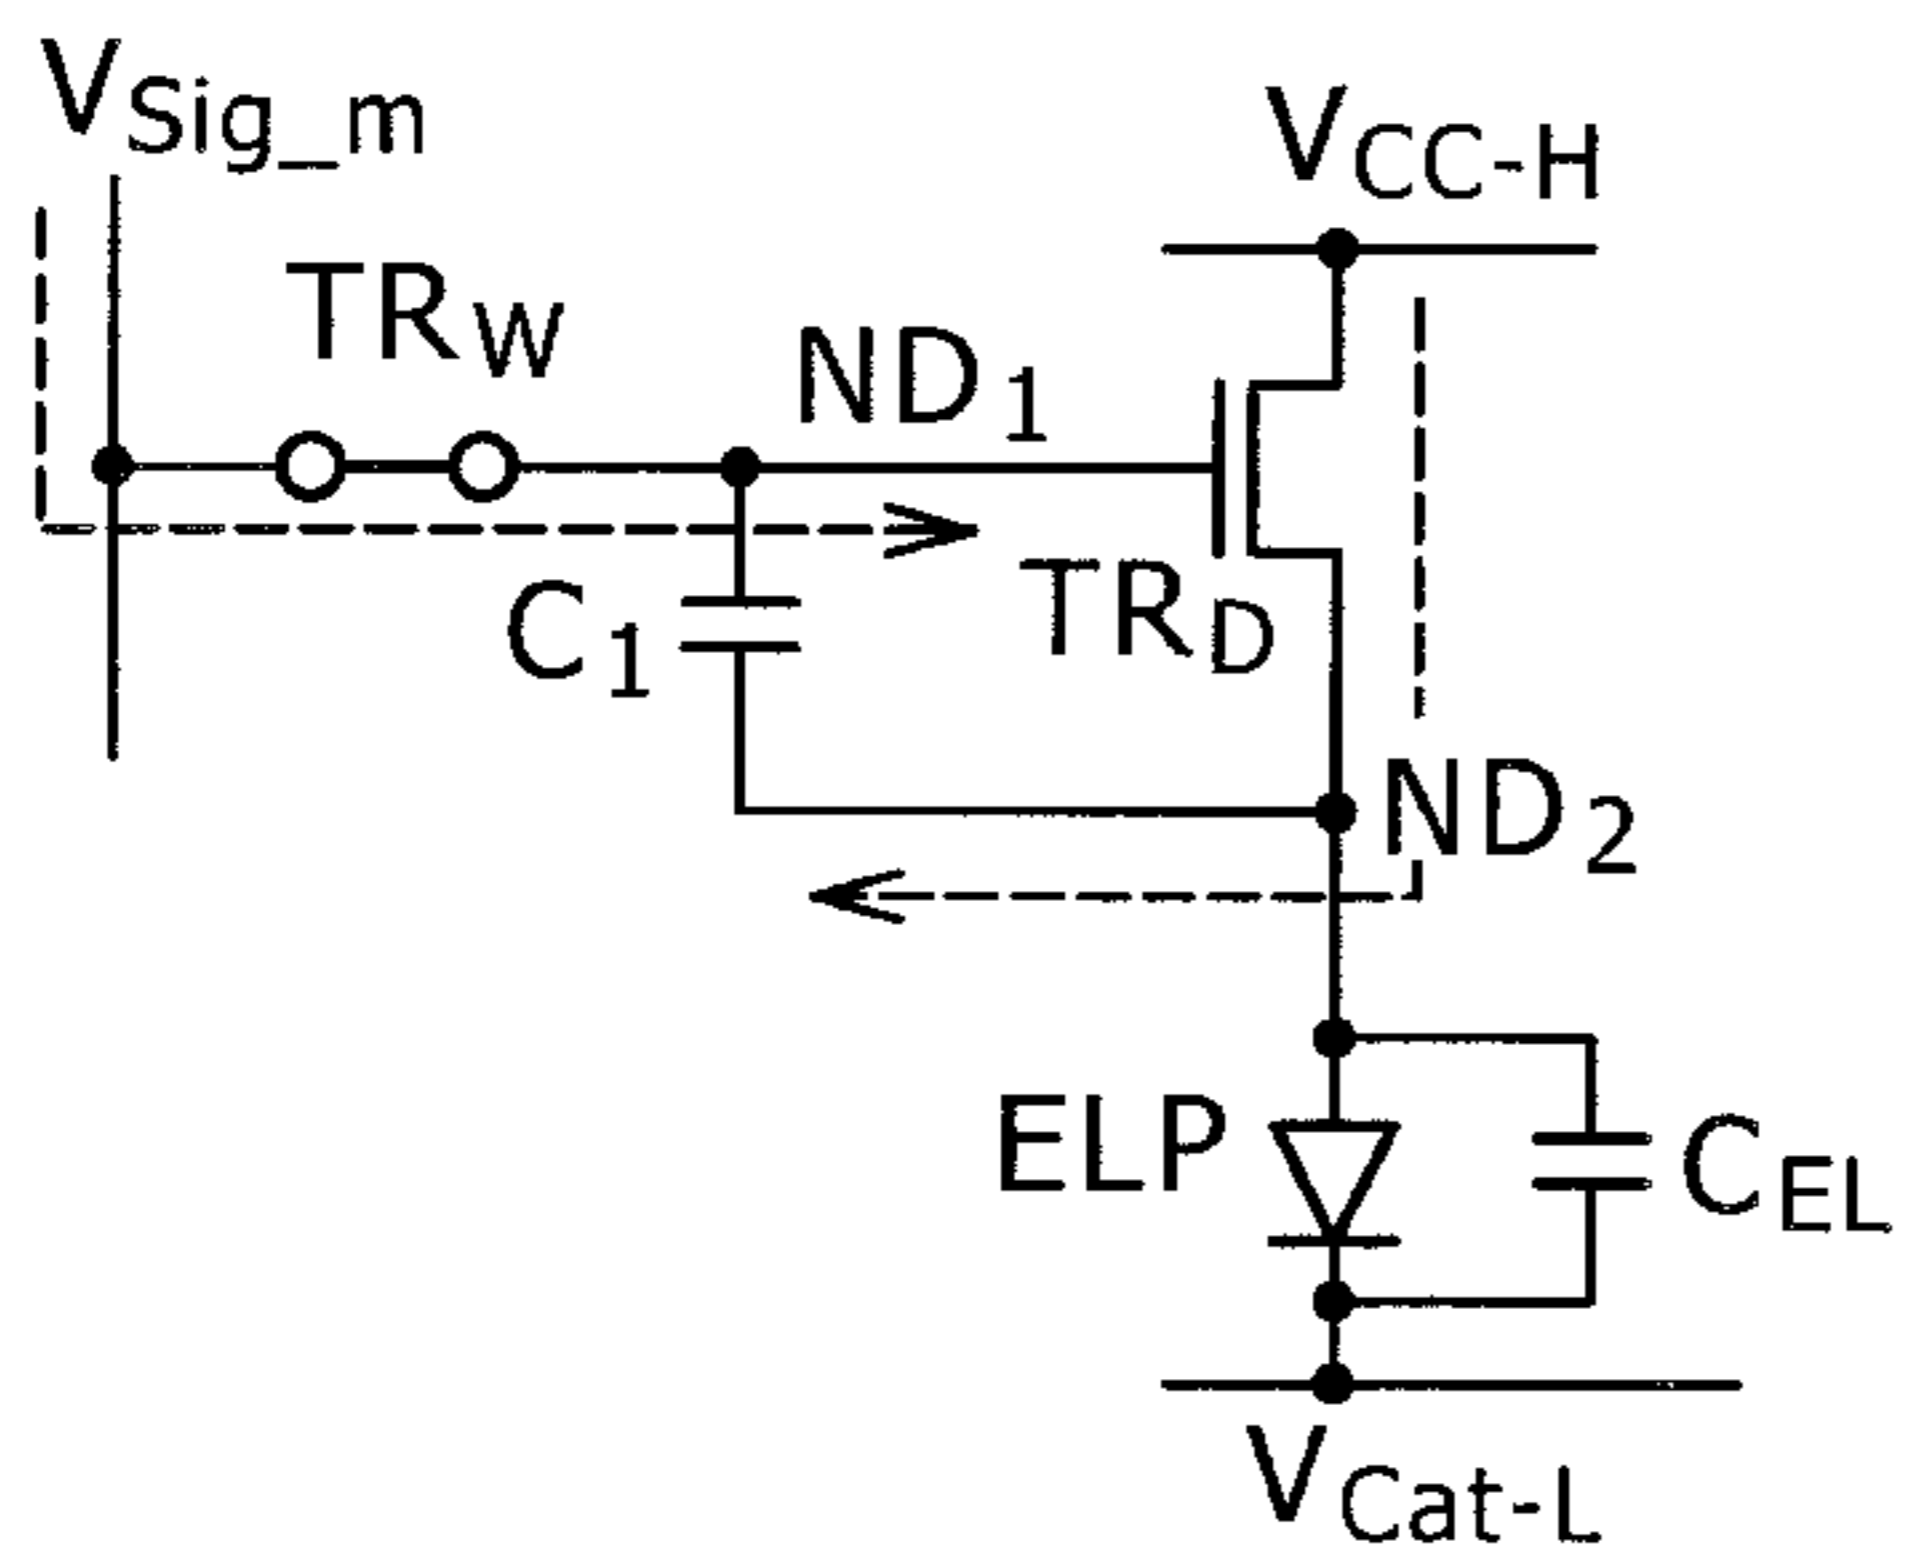 VSig_m
VCC-H
TRW
ND1
C1
TRD
ND2
ELP
CEL
VCat-L